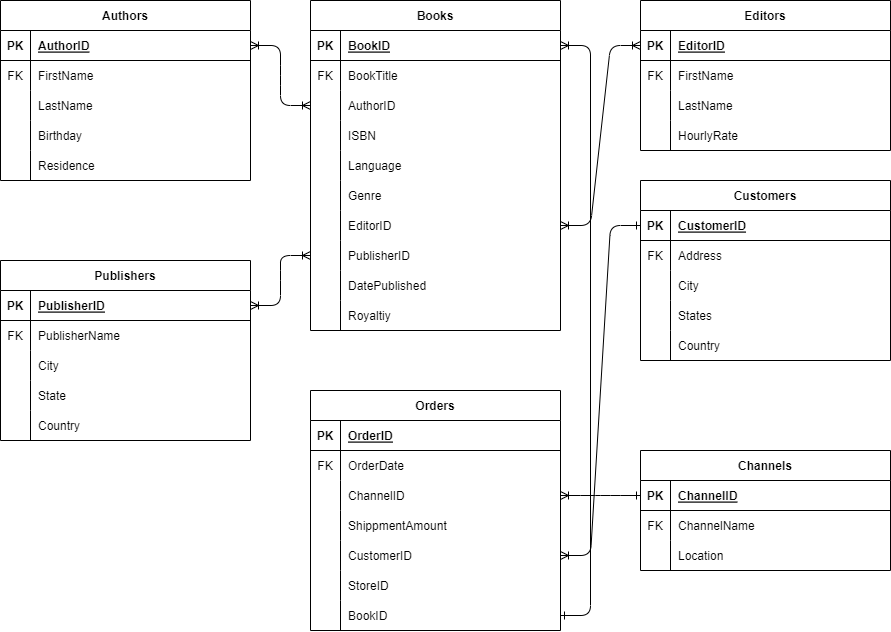 Authors
PK AuthorID
FK FirstName
LastName
Birthday
Residence
Books
PK BookID
FK BookTitle
AuthorID
ISBN
Language
Genre
EditorID
PublisherID
DatePublished
Royaltiy
Editors
PK EditorID
FK FirstName
LastName
HourlyRate
Customers
PK CustomerID
FK Address
City
States
Country
Publishers
PK PublisherID
FK PublisherName
City
State
Country
Orders
PK OrderID
FK OrderDate
ChannelID
ShippmentAmount
CustomerID
StoreID
BookID
Channels
PK ChannelID
FK ChannelName
Location